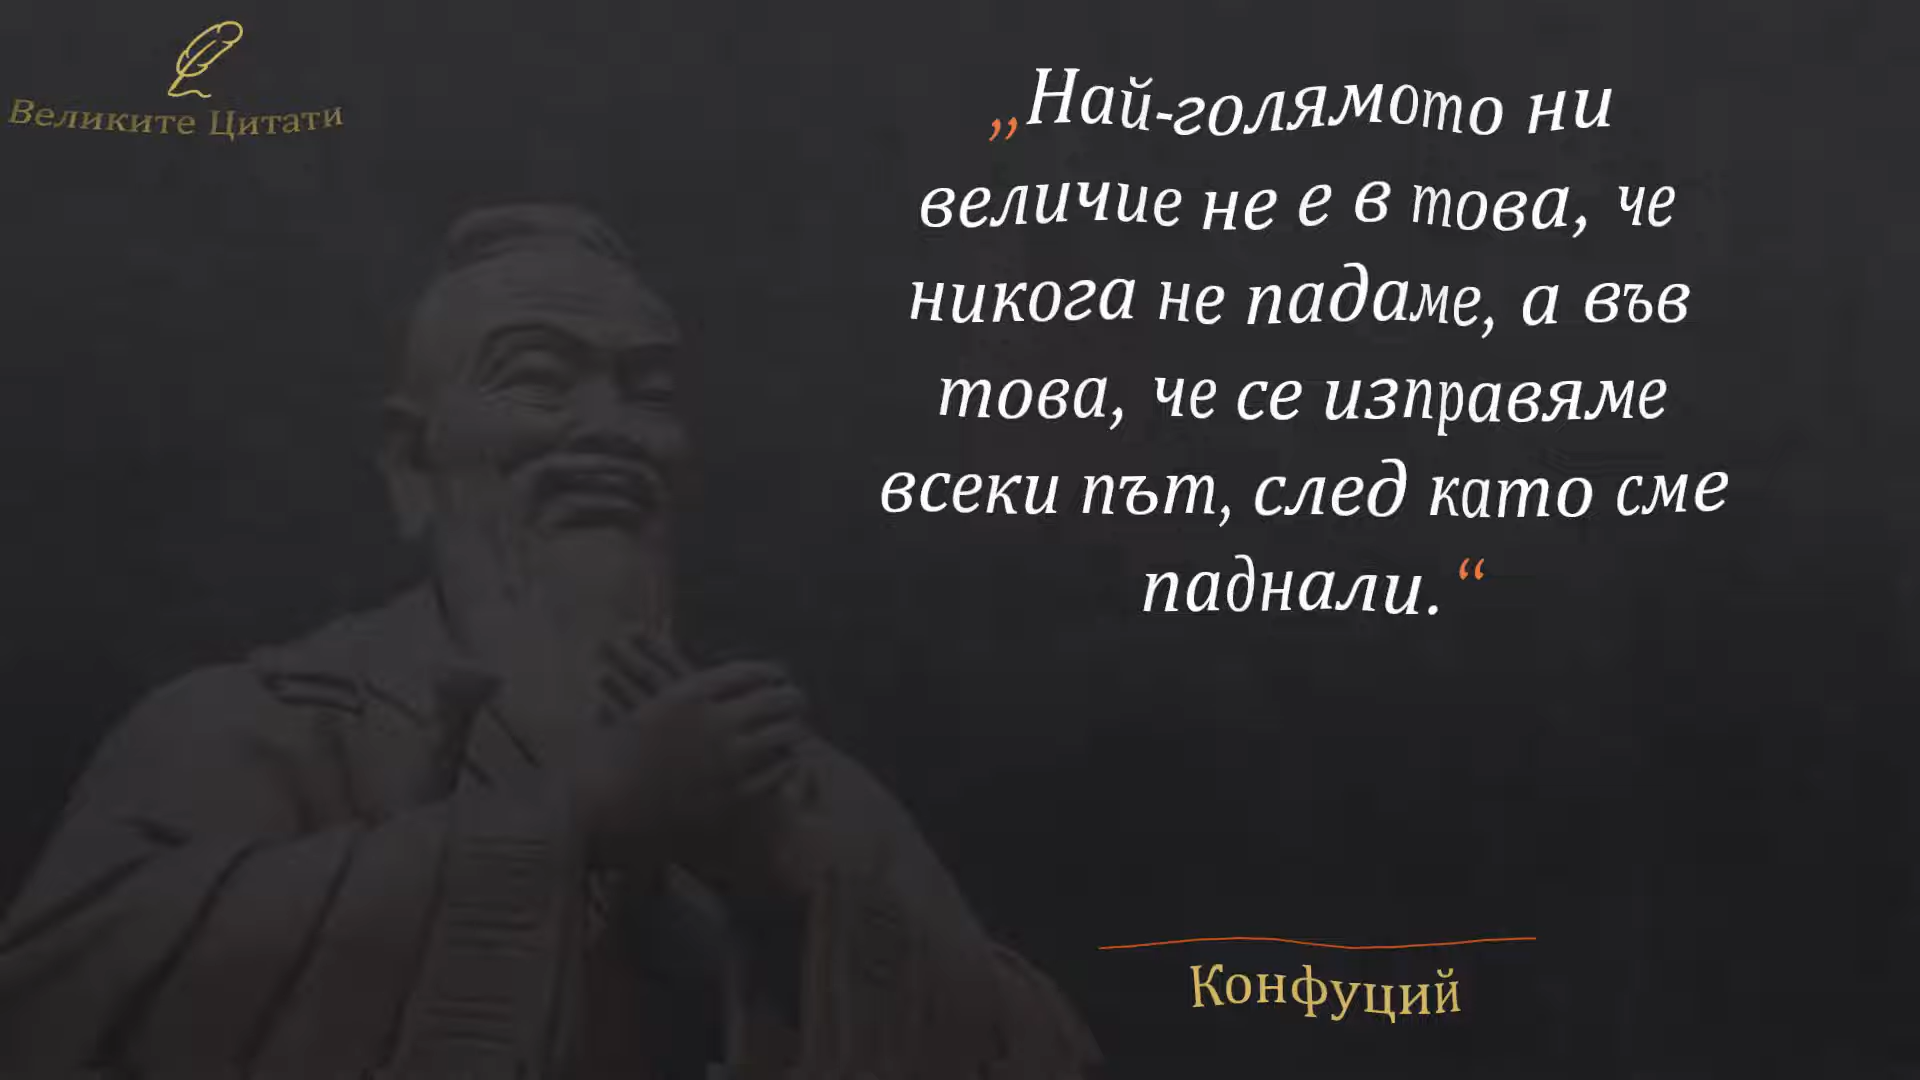 Великите Цитати
„Най-голямото ни
величие не е в това, че
никога не падаме, а във
това, че се изправяме
всеки път, след като сме
паднали.“
Конфуций